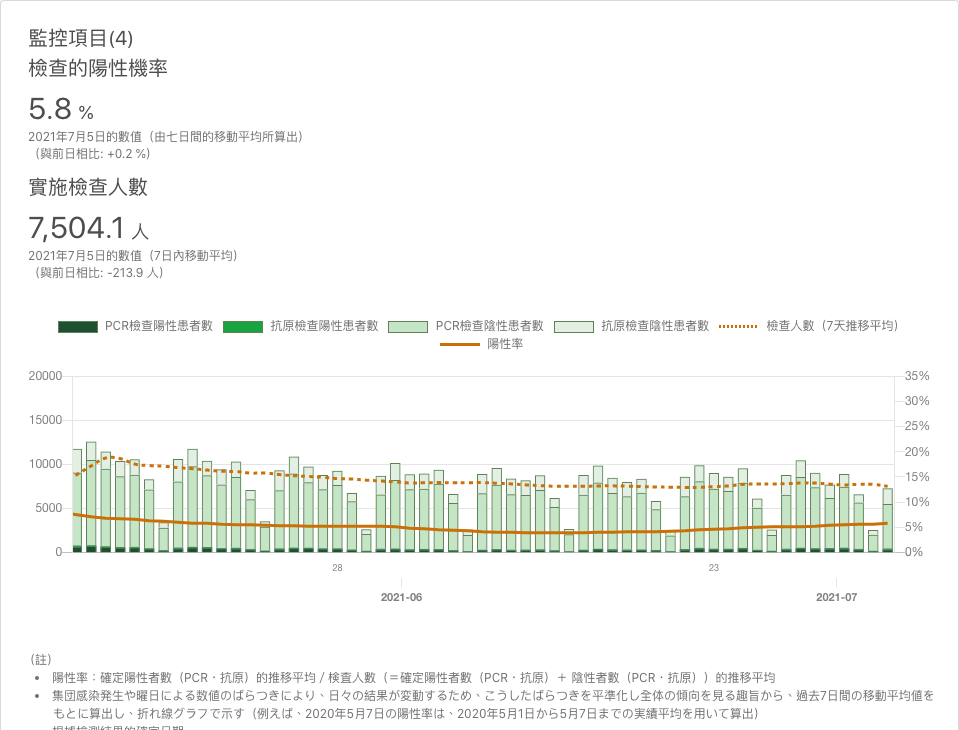 監控項目(4)
檢查的陽性機率
5.8 %
2021年7月5日的數值（由七日間的移動平均所算出）
（與前日相比: +0.2 %)
實施檢查人數
7,504.1 人
2021年7月5日的數值（7日內移動平均）
（與前日相比: -213.9 人）
PCR檢查陽性患者數 抗原檢查陽性患者數 PCR檢查陰性患者數 抗原檢查陰性患者數 檢查人數（7天推移平均）
陽性率
20000 35%
30%
15000 25%
20%
10000 15%
10%
5000 5%
0 0%
28 23
2021-06 2021-07
（註）
• 陽性率：確定陽性者數（PCR・抗原）的推移平均 / 検査人數（＝確定陽性者數（PCR・抗原）＋ 陰性者數（PCR・抗原））的推移平均
• 集団感染発生や曜日による数値のばらつきにより、日々の結果が変動するため、こうしたばらつきを平準化し全体の傾向を見る趣旨から、過去7日間の移動平均値を
もとに算出し、折れ線グラフで示す（例えば、2020年5月7日の陽性率は、2020年5月1日から5月7日までの実績平均を用いて算出）